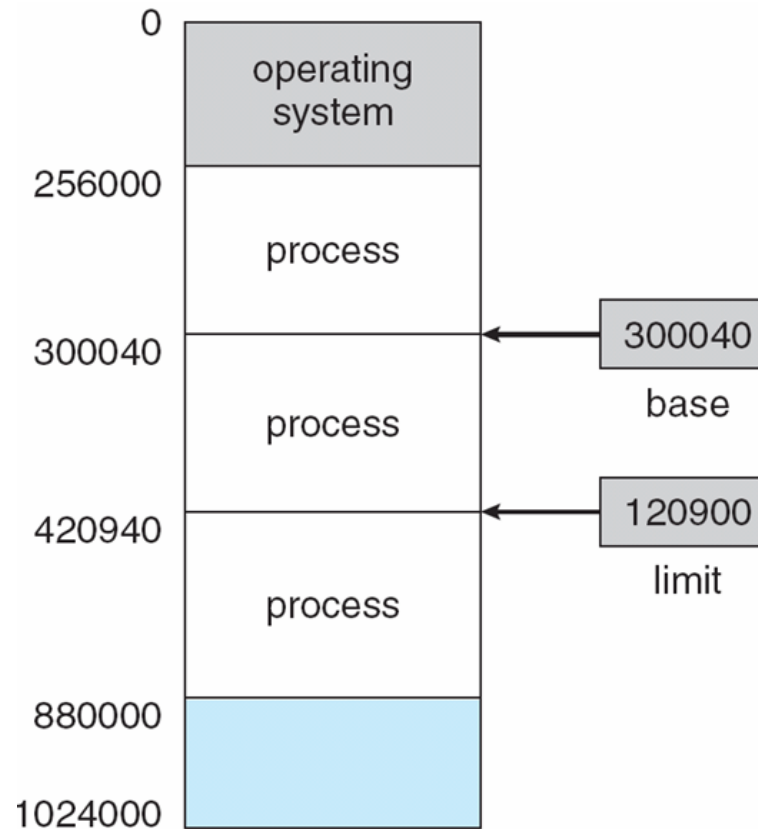 0
operating
system
256000
process
300040
300040
base
process
420940
120900
limit
process
880000
1024000